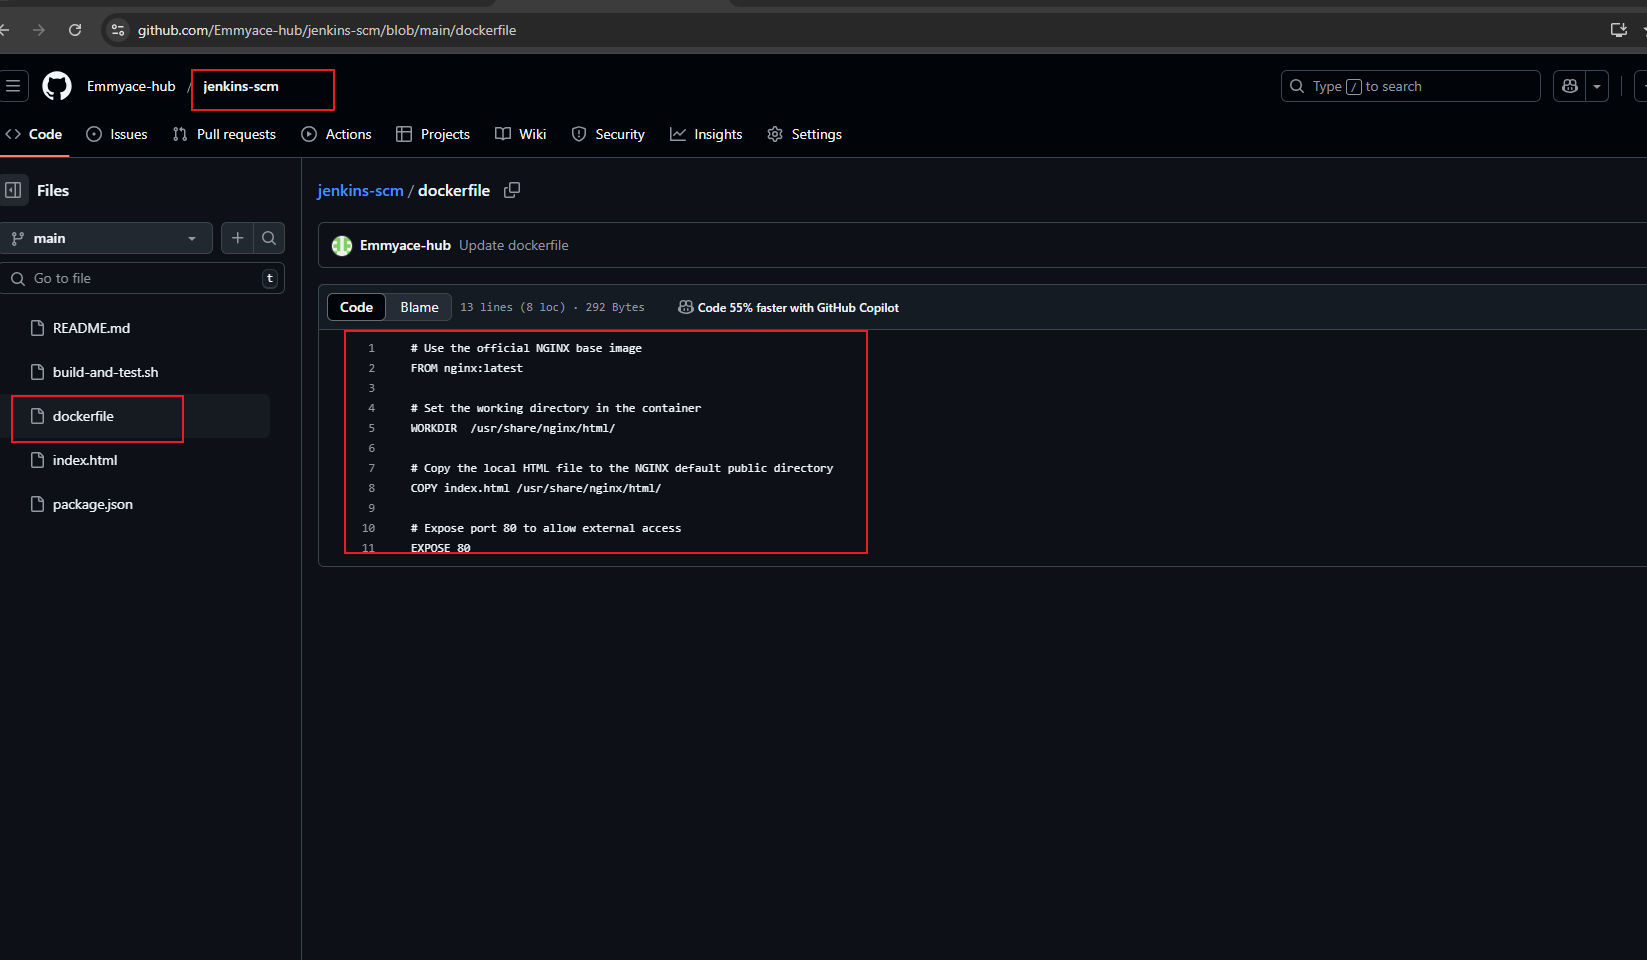 github.com/Emmyace-hub/jenkins-scm/blob/main/dockerfile
Emmyace-hub / jenkins-scm
Type / to search
Code Issues Pull requests Actions Projects Wiki Security Insights Settings
Files
main
Go to file t
README.md
build-and-test.sh
dockerfile
index.html
package.json
jenkins-scm / dockerfile
Emmyace-hub Update dockerfile
Code Blame 13 lines (8 loc) · 292 Bytes Code 55% faster with GitHub Copilot
1 # Use the official NGINX base image
2 FROM nginx:latest
3
4 # Set the working directory in the container
5 WORKDIR  /usr/share/nginx/html/
6
7 # Copy the local HTML file to the NGINX default public directory
8 COPY index.html /usr/share/nginx/html/
9
10 # Expose port 80 to allow external access
11 EXPOSE 80